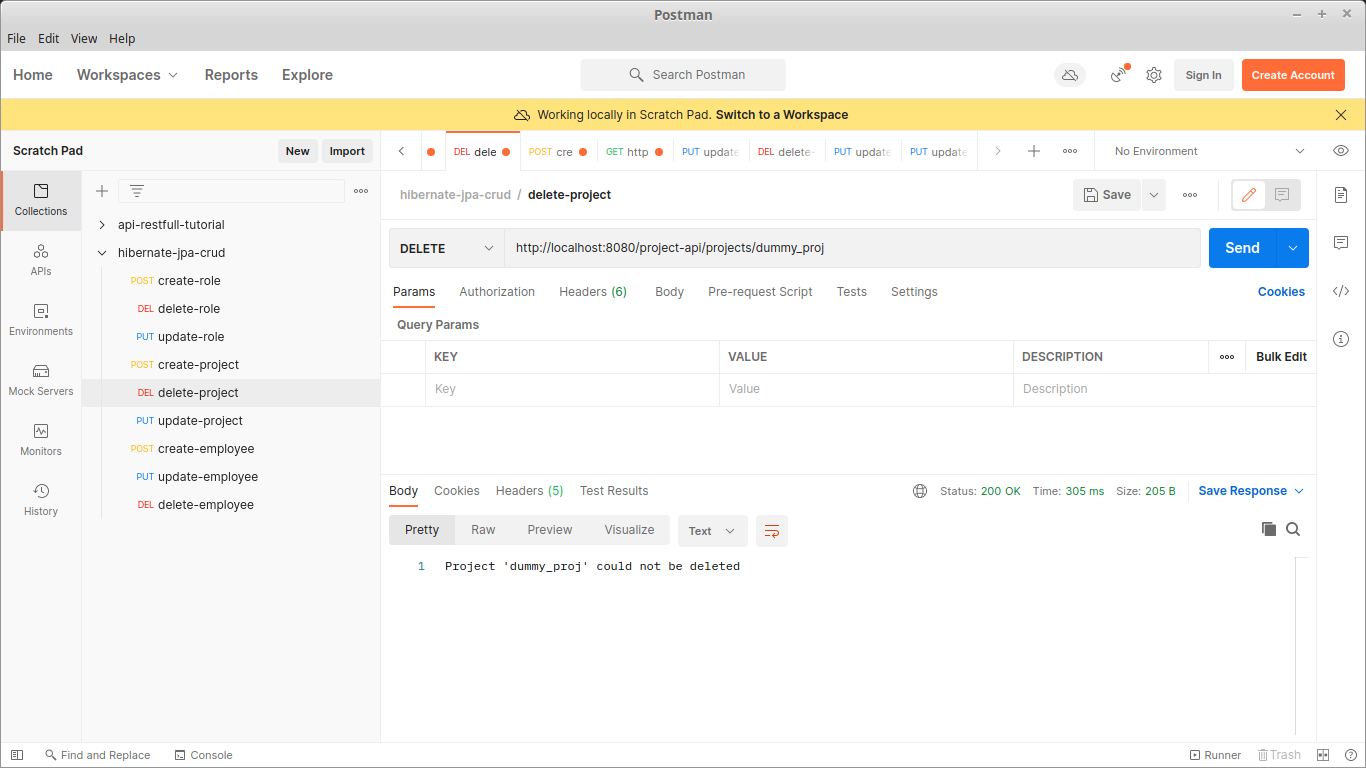 Postman
File Edit View Help
Home Workspaces Reports Explore Search Postman Sign In Create Account
Working locally in Scratch Pad. Switch to a Workspace
Scratch Pad New Import
DEL dele POST cre GET http PUT update DEL delete- PUT update PUT update No Environment
Collections
APIs
Environments
Mock Servers
Monitors
History
api-restfull-tutorial
hibernate-jpa-crud
POST create-role
DEL delete-role
PUT update-role
POST create-project
DEL delete-project
PUT update-project
POST create-employee
PUT update-employee
DEL delete-employee
hibernate-jpa-crud / delete-project Save
DELETE http://localhost:8080/project-api/projects/dummy_proj Send
Params Authorization Headers (6) Body Pre-request Script Tests Settings Cookies
Query Params
KEY VALUE DESCRIPTION Bulk Edit
Key Value Description
Body Cookies Headers (5) Test Results Status: 200 OK Time: 305 ms Size: 205 B Save Response
Pretty Raw Preview Visualize Text
1 Project 'dummy_proj' could not be deleted
Find and Replace Console Runner Trash